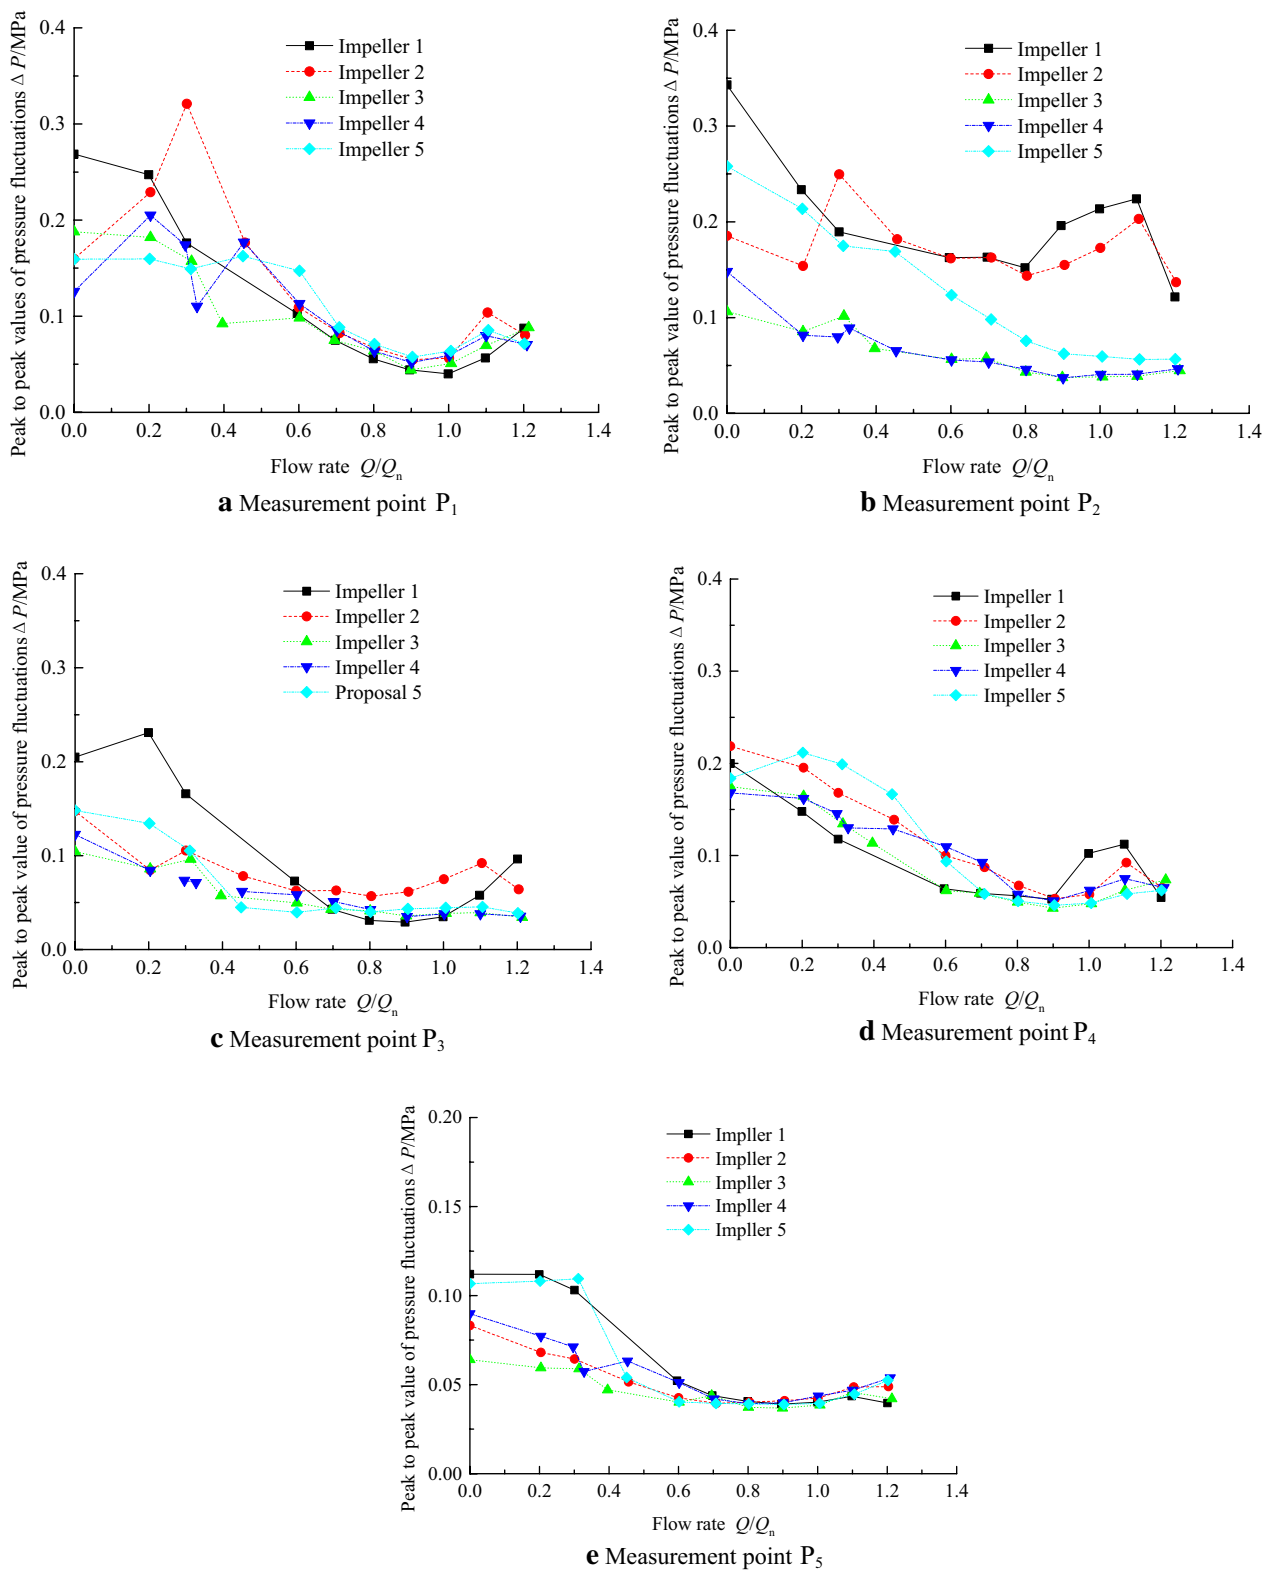 Peak to peak values of pressure fluctuations Δ P/MPa
0.4
0.3
0.2
0.1
0.0
Impeller 1
Impeller 2
Impeller 3
Impeller 4
Impeller 5
0.0 0.2 0.4 0.6 0.8 1.0 1.2 1.4
Flow rate Q/Qn
a Measurement point P1
Peak to peak value of pressure fluctuations Δ P/MPa
0.4
0.3
0.2
0.1
0.0
Impeller 1
Impeller 2
Impeller 3
Impeller 4
Impeller 5
0.0 0.2 0.4 0.6 0.8 1.0 1.2 1.4
Flow rate Q/Qn
b Measurement point P2
Peak to peak value of pressure fluctuations Δ P/MPa
0.4
0.3
0.2
0.1
0.0
Impeller 1
Impeller 2
Impeller 3
Impeller 4
Proposal 5
0.0 0.2 0.4 0.6 0.8 1.0 1.2 1.4
Flow rate Q/Qn
c Measurement point P3
Peak to peak value of pressure fluctuations Δ P/MPa
0.4
0.3
0.2
0.1
0.0
Impeller 1
Impeller 2
Impeller 3
Impeller 4
Impeller 5
0.0 0.2 0.4 0.6 0.8 1.0 1.2 1.4
Flow rate Q/Qn
d Measurement point P4
Peak to peak value of pressure fluctuations Δ P/MPa
0.20
0.15
0.10
0.05
0.00
Impller 1
Impller 2
Impller 3
Impller 4
Impller 5
0.0 0.2 0.4 0.6 0.8 1.0 1.2 1.4
Flow rate Q/Qn
e Measurement point P5